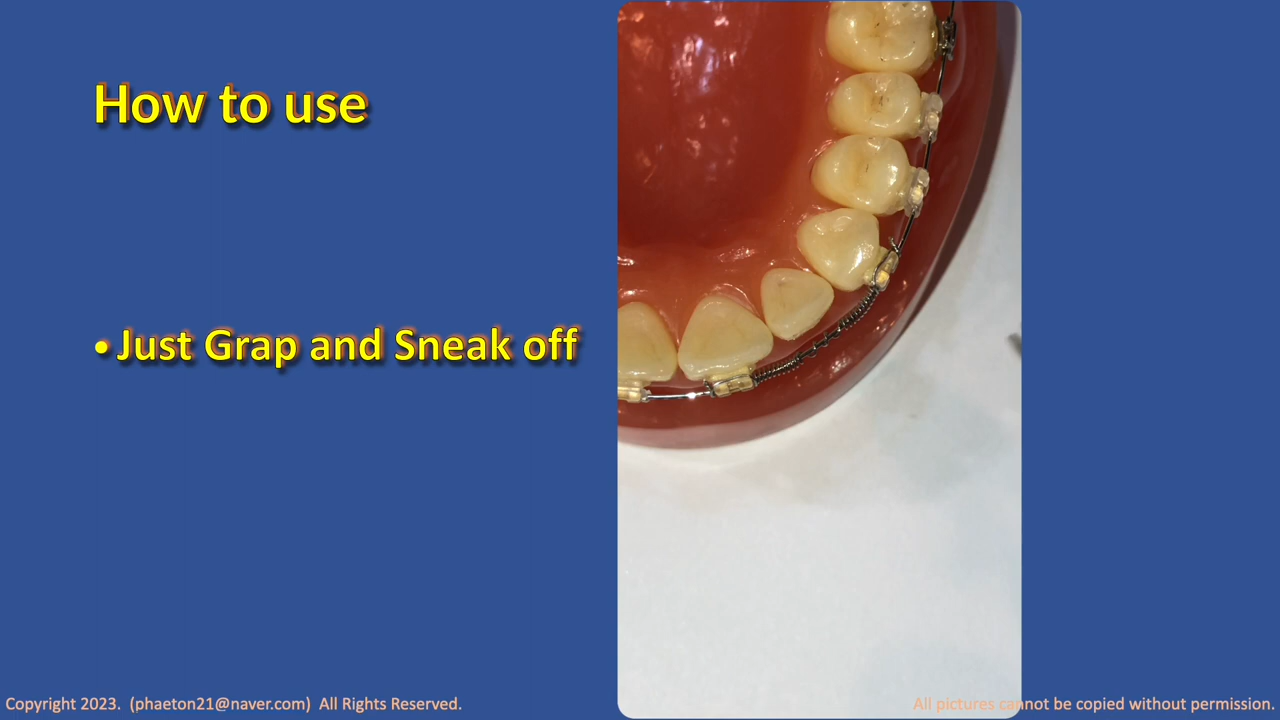 How to use
• Just Grap and Sneak off
Copyright 2023. (phaeton21@naver.com) All Rights Reserved.
All pictures cannot be copied without permission.